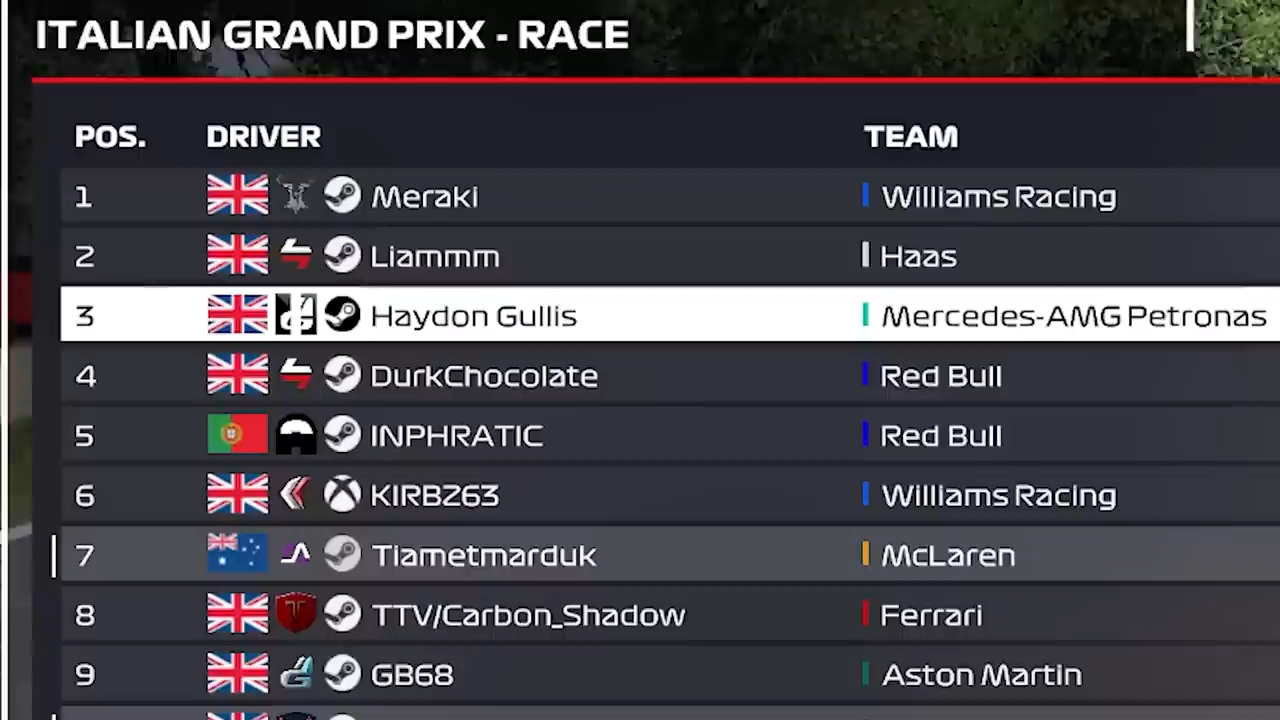 ITALIAN GRAND PRIX - RACE
POS. DRIVER TEAM
1 Meraki Williams Racing
2 Liammm Haas
3 Haydon Gullis Mercedes-AMG Petronas
4 DurkChocolate Red Bull
5 INPHRATIC Red Bull
6 KIRB263 Williams Racing
7 Tiametmarduk McLaren
8 TTV/Carbon_Shadow Ferrari
9 GB68 Aston Martin